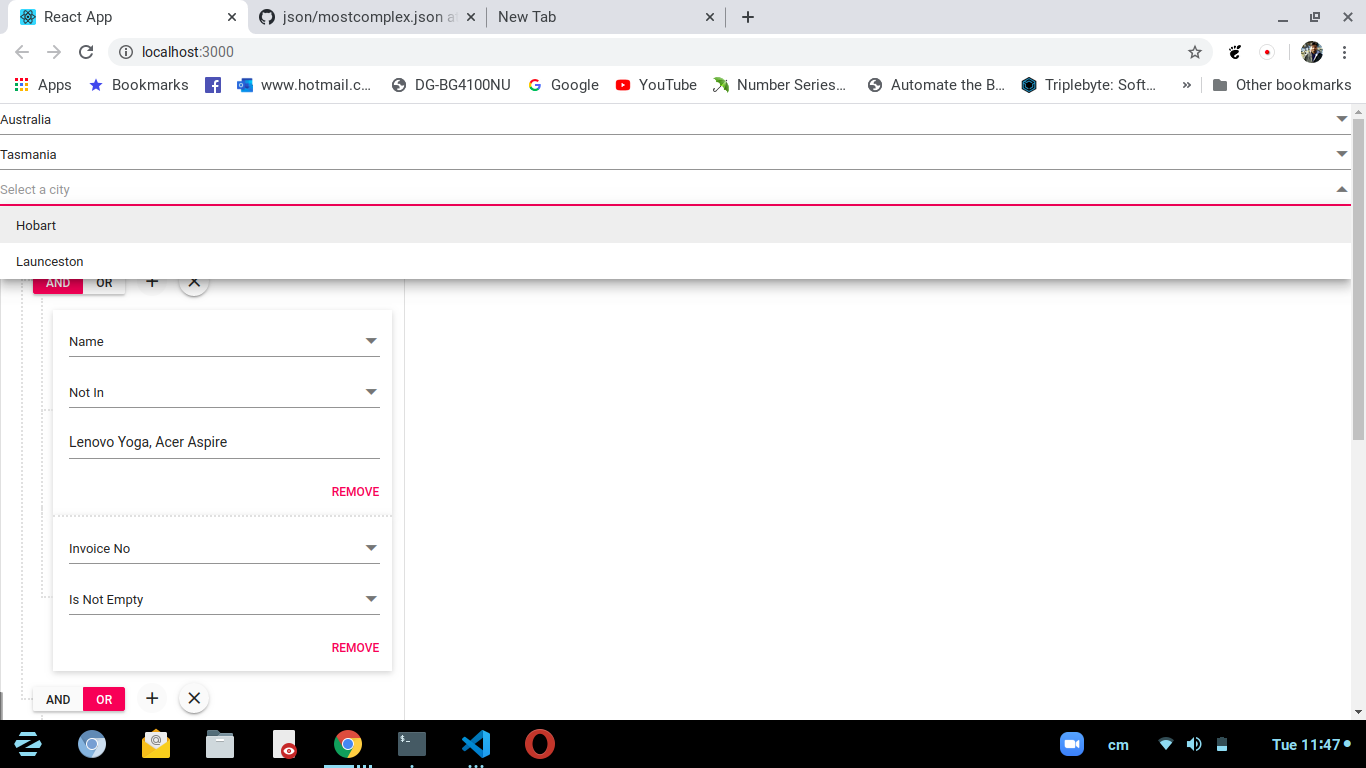 React App
json/mostcomplex.json at
New Tab
localhost:3000
Apps
Bookmarks
www.hotmail.c...
DG-BG4100NU
Google
YouTube
Number Series...
Automate the B...
Triplebyte: Soft...
»
Other bookmarks
Australia
Tasmania
Select a city
Hobart
Launceston
AND OR
Name
Not In
Lenovo Yoga, Acer Aspire
REMOVE
Invoice No
Is Not Empty
REMOVE
AND OR
cm
Tue 11:47